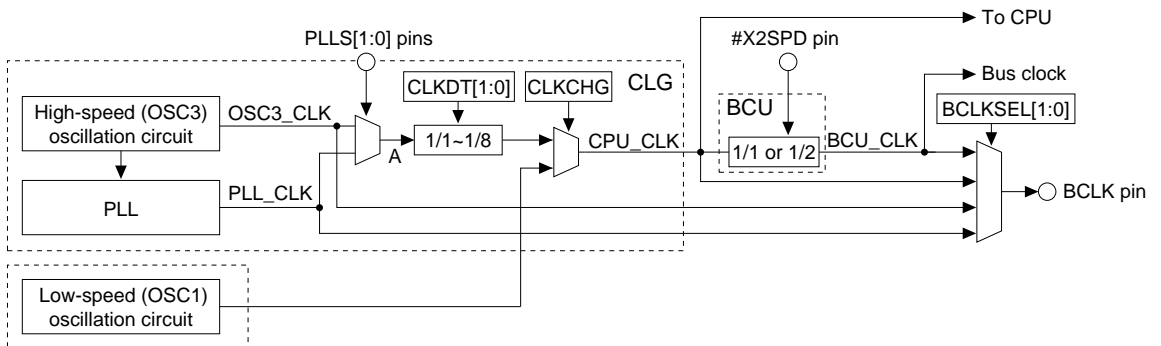 To CPU
PLLS[1:0] pins
#X2SPD pin
Bus clock
CLKDT[1:0]
CLKCHG
CLG
BCU
BCLKSEL[1:0]
High-speed (OSC3)
oscillation circuit
OSC3_CLK
A
1/1~1/8
CPU_CLK
1/1 or 1/2
BCU_CLK
PLL
PLL_CLK
BCLK pin
Low-speed (OSC1)
oscillation circuit